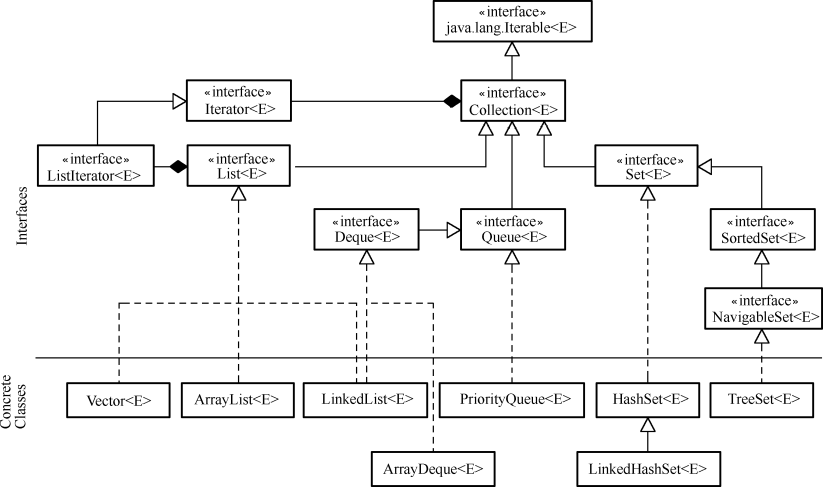 «interface»
java.lang.Iterable<E>
«interface»
Iterator<E>
«interface»
Collection<E>
«interface»
ListIterator<E>
«interface»
List<E>
«interface»
Set<E>
Interfaces
«interface»
Deque<E>
«interface»
Queue<E>
«interface»
SortedSet<E>
«interface»
NavigableSet<E>
Concrete
Classes
Vector<E>
ArrayList<E>
LinkedList<E>
PriorityQueue<E>
HashSet<E>
TreeSet<E>
ArrayDeque<E>
LinkedHashSet<E>